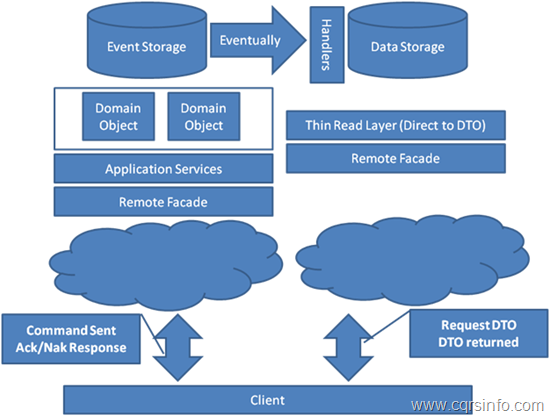 Event Storage
Eventually
Handlers
Data Storage
Domain
Object
Domain
Object
Thin Read Layer (Direct to DTO)
Application Services
Remote Facade
Remote Facade
Command Sent
Ack/Nak Response
Request DTO
DTO returned
Client
www.cqrsinfo.com